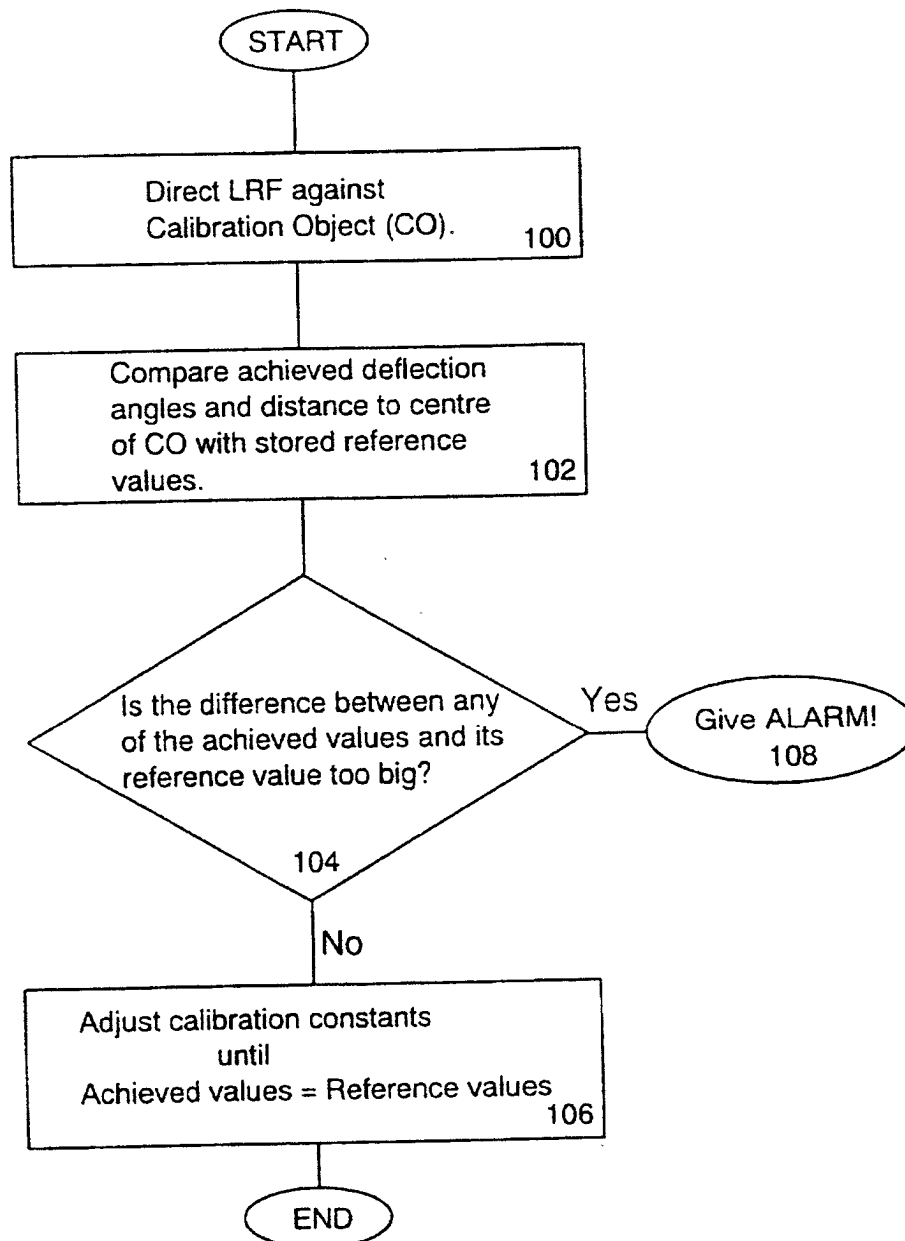 START
Direct LRF against
Calibration Object (CO).
100
Compare achieved deflection
angles and distance to centre
of CO with stored reference
values.
102
Is the difference between any
of the achieved values and its
reference value too big?
104
Yes
Give ALARM!
108
No
Adjust calibration constants
until
Achieved values = Reference values
106
END